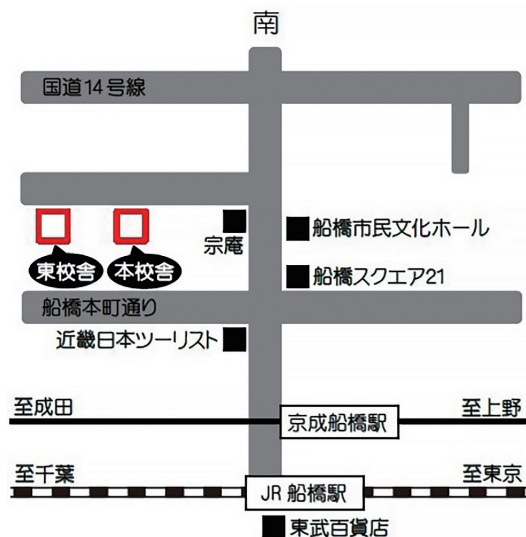 南
国道14号線
宗庵
船橋市民文化ホール
東校舎
本校舎
船橋スクエア21
船橋本町通り
近畿日本ツーリスト
至成田
京成船橋駅
至上野
至千葉
JR 船橋駅
至東京
東武百貨店